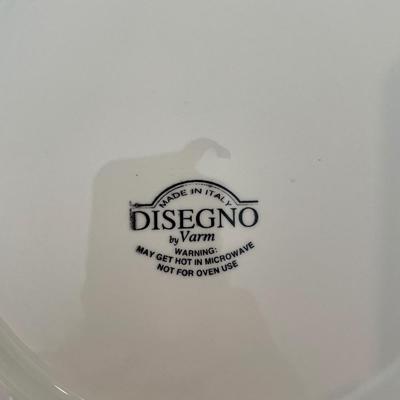 MADE IN ITALY
DISEGNO
by Varm
WARNING:
MAY GET HOT IN MICROWAVE
NOT FOR OVEN USE